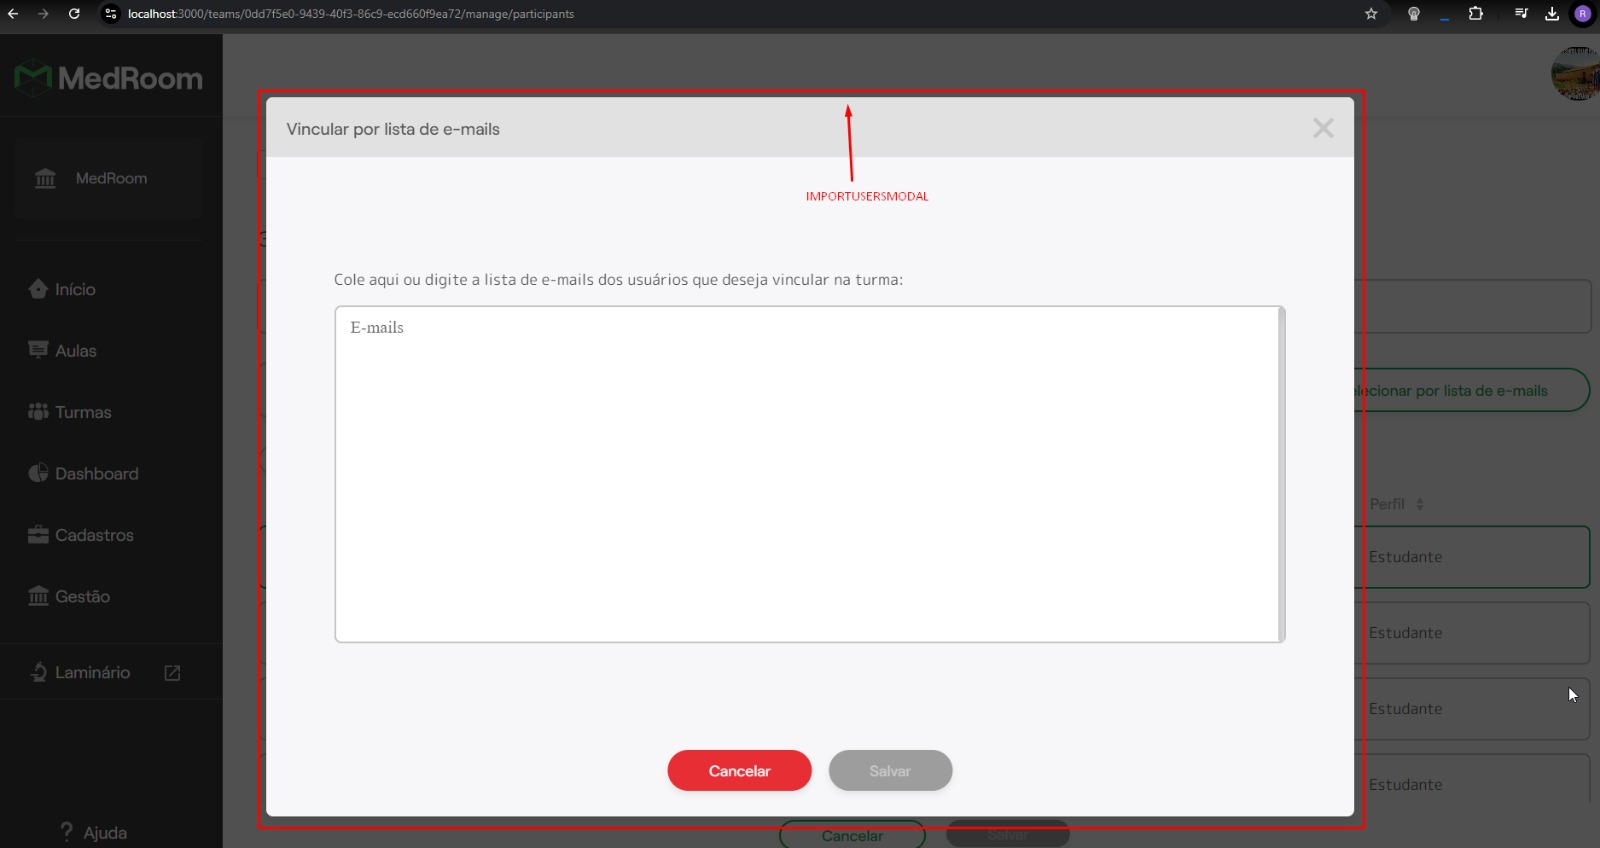 localhost:3000/teams/0dd7f5e0-9439-40f3-86c9-ecd660f9ea72/manage/participants
R
MedRoom
MedRoom
Início
Aulas
Turmas
Dashboard
Cadastros
Gestão
Laminário
? Ajuda
Vincular por lista de e-mails
IMPORTUSERSMODAL
Cole aqui ou digite a lista de e-mails dos usuários que deseja vincular na turma:
E-mails
Cancelar
Salvar
lecionar por lista de e-mails
Perfil
Estudante
Estudante
Estudante
Estudante
Cancelar
Salvar